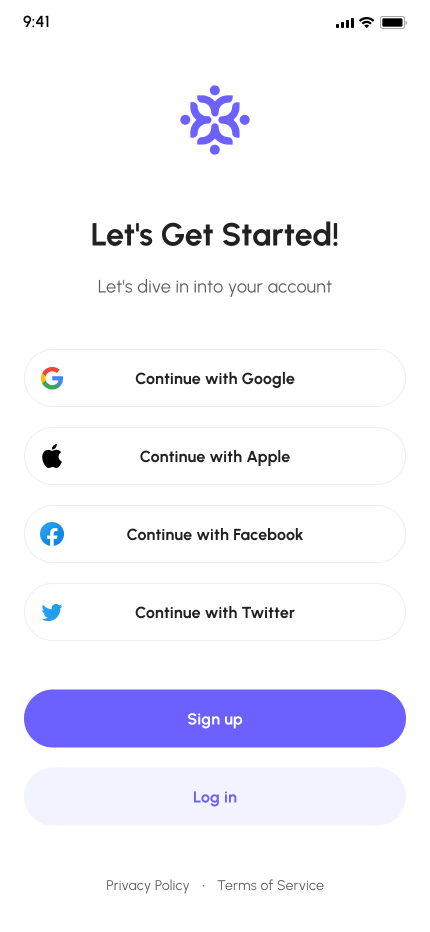 9:41
Let's Get Started!
Let's dive in into your account
Continue with Google
Continue with Apple
Continue with Facebook
Continue with Twitter
Sign up
Log in
Privacy Policy · Terms of Service